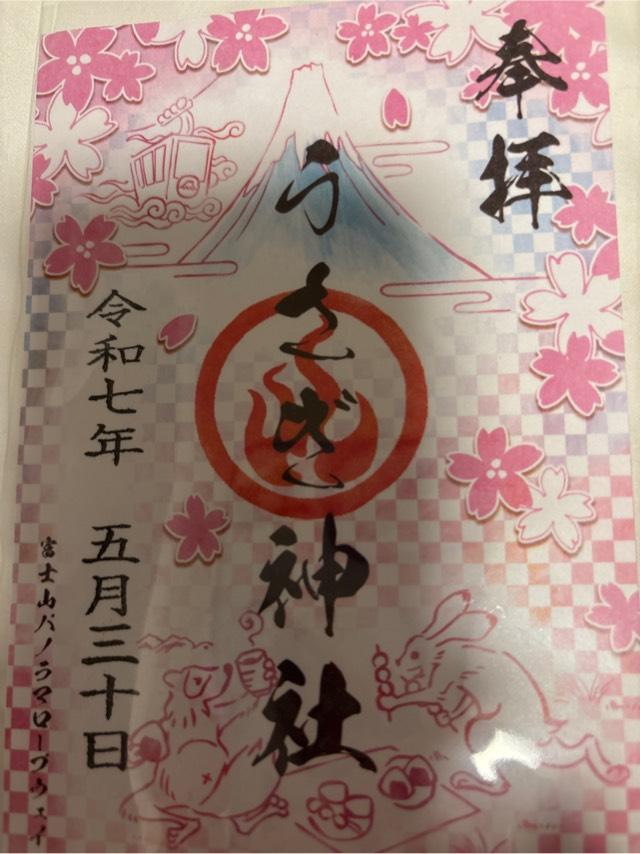 奉拝
うさぎ神社
令和七年 五月三十日
富士山パノラマロープウェイ